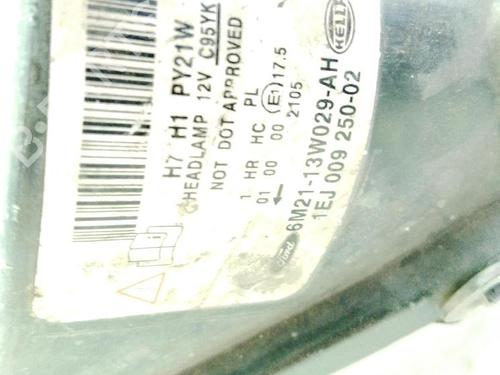 H7 H1 PY21W
HEADLAMP 12V C95YK
NOT DOT APPROVED
1 HR HC PL E1 17.5
01 00 00 2105
←
Ford 6M21-13W029-AH
1EJ 009 250-02
HELLA